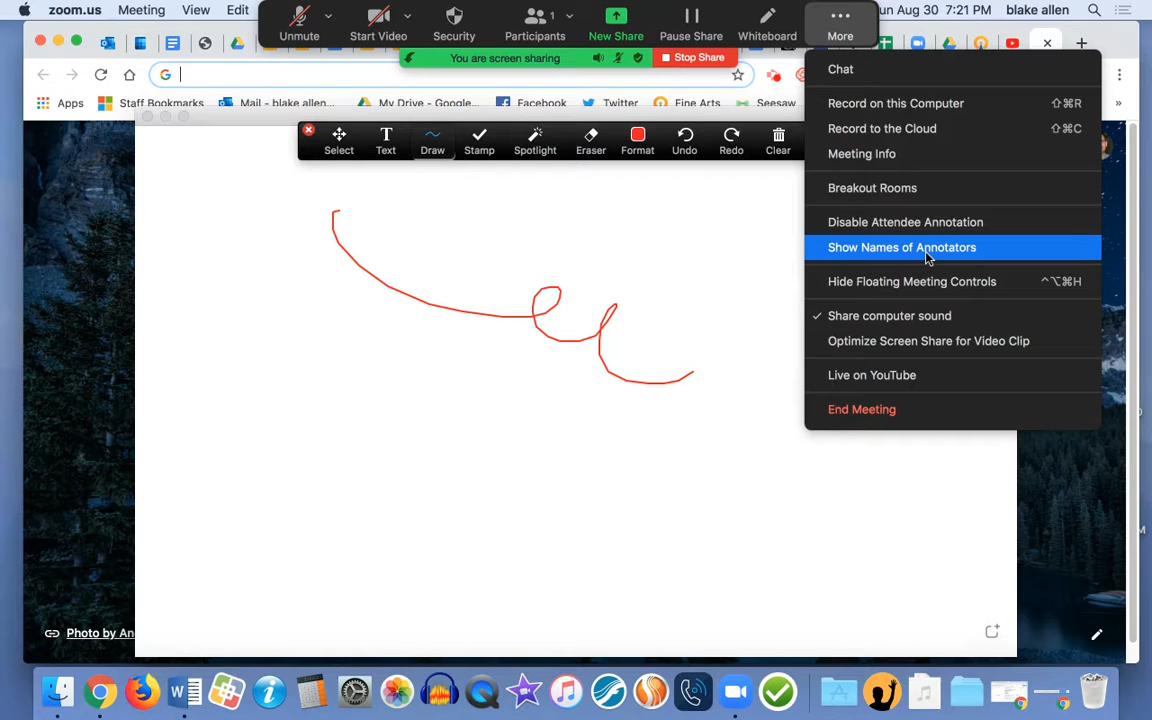 zoom.us Meeting View Edit
un Aug 30 7:21 PM blake allen
Unmute Start Video Security Participants 1 New Share Pause Share Whiteboard More
You are screen sharing Stop Share
Apps Staff Bookmarks Mail - blake allen... My Drive - Google... Facebook Twitter Fine Arts Seesaw »
Select Text Draw Stamp Spotlight Eraser Format Undo Redo Clear
Chat
Record on this Computer ⇧⌘R
Record to the Cloud ⇧⌘C
Meeting Info
Breakout Rooms
Disable Attendee Annotation
Show Names of Annotators
Hide Floating Meeting Controls ^⌥⌘H
✓ Share computer sound
Optimize Screen Share for Video Clip
Live on YouTube
End Meeting
Photo by An